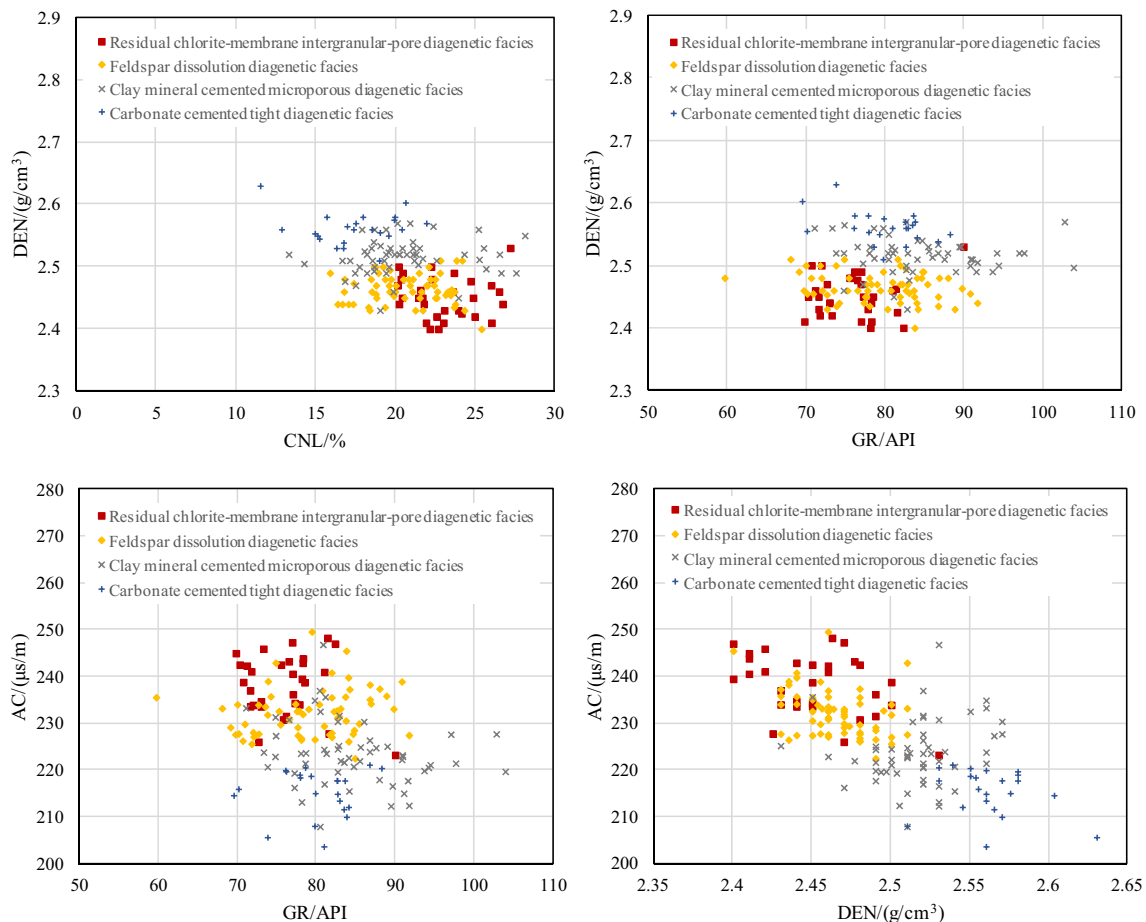 2.9
2.8
2.7
2.6
2.5
2.4
2.3
DEN/(g/cm³)
Residual chlorite-membrane intergranular-pore diagenetic facies
Feldspar dissolution diagenetic facies
Clay mineral cemented microporous diagenetic facies
Carbonate cemented tight diagenetic facies
0 5 10 15 20 25 30
CNL/%
2.9
2.8
2.7
2.6
2.5
2.4
2.3
DEN/(g/cm³)
Residual chlorite-membrane intergranular-pore diagenetic facies
Feldspar dissolution diagenetic facies
Clay mineral cemented microporous diagenetic facies
Carbonate cemented tight diagenetic facies
50 60 70 80 90 100 110
GR/API
280
270
260
250
240
230
220
210
200
AC/(μs/m)
Residual chlorite-membrane intergranular-pore diagenetic facies
Feldspar dissolution diagenetic facies
Clay mineral cemented microporous diagenetic facies
Carbonate cemented tight diagenetic facies
50 60 70 80 90 100 110
GR/API
280
270
260
250
240
230
220
210
200
AC/(μs/m)
Residual chlorite-membrane intergranular-pore diagenetic facies
Feldspar dissolution diagenetic facies
Clay mineral cemented microporous diagenetic facies
Carbonate cemented tight diagenetic facies
2.35 2.4 2.45 2.5 2.55 2.6 2.65
DEN/(g/cm³)